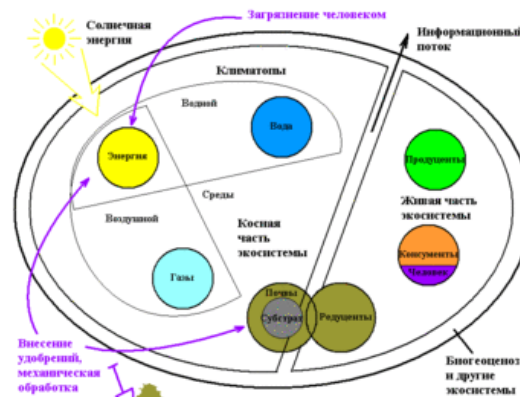 Солнечная
энергия
Загрязнение человеком
Информационный
поток
Климатопы
Водной
Вода
Энергия
Продуценты
Среды
Воздушной
Живая часть
экосистемы
Косная
часть
экосистемы
Консументы
Человек
Газы
Почвы
Субстрат
Редуценты
Внесение
удобрений,
механическая
обработка
Биогеоценоз
и другие
экосистемы